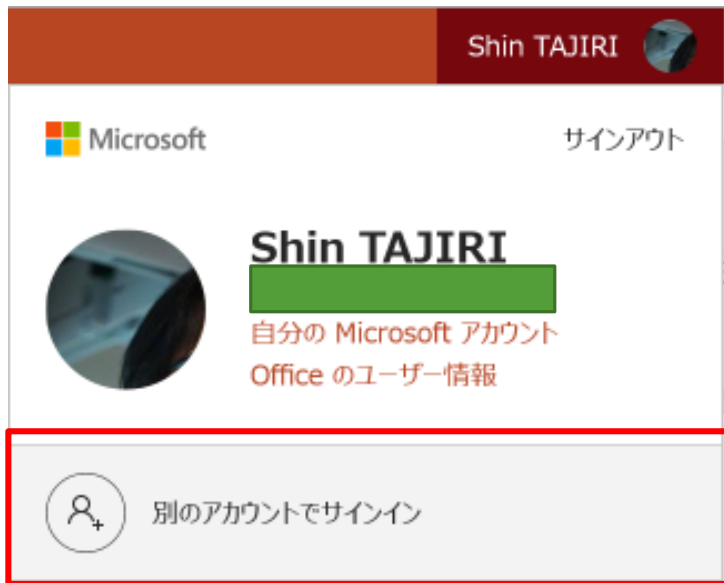 Shin TAJIRI
Microsoft
サインアウト
Shin TAJIRI
自分の Microsoft アカウント
Office のユーザー情報
別のアカウントでサインイン